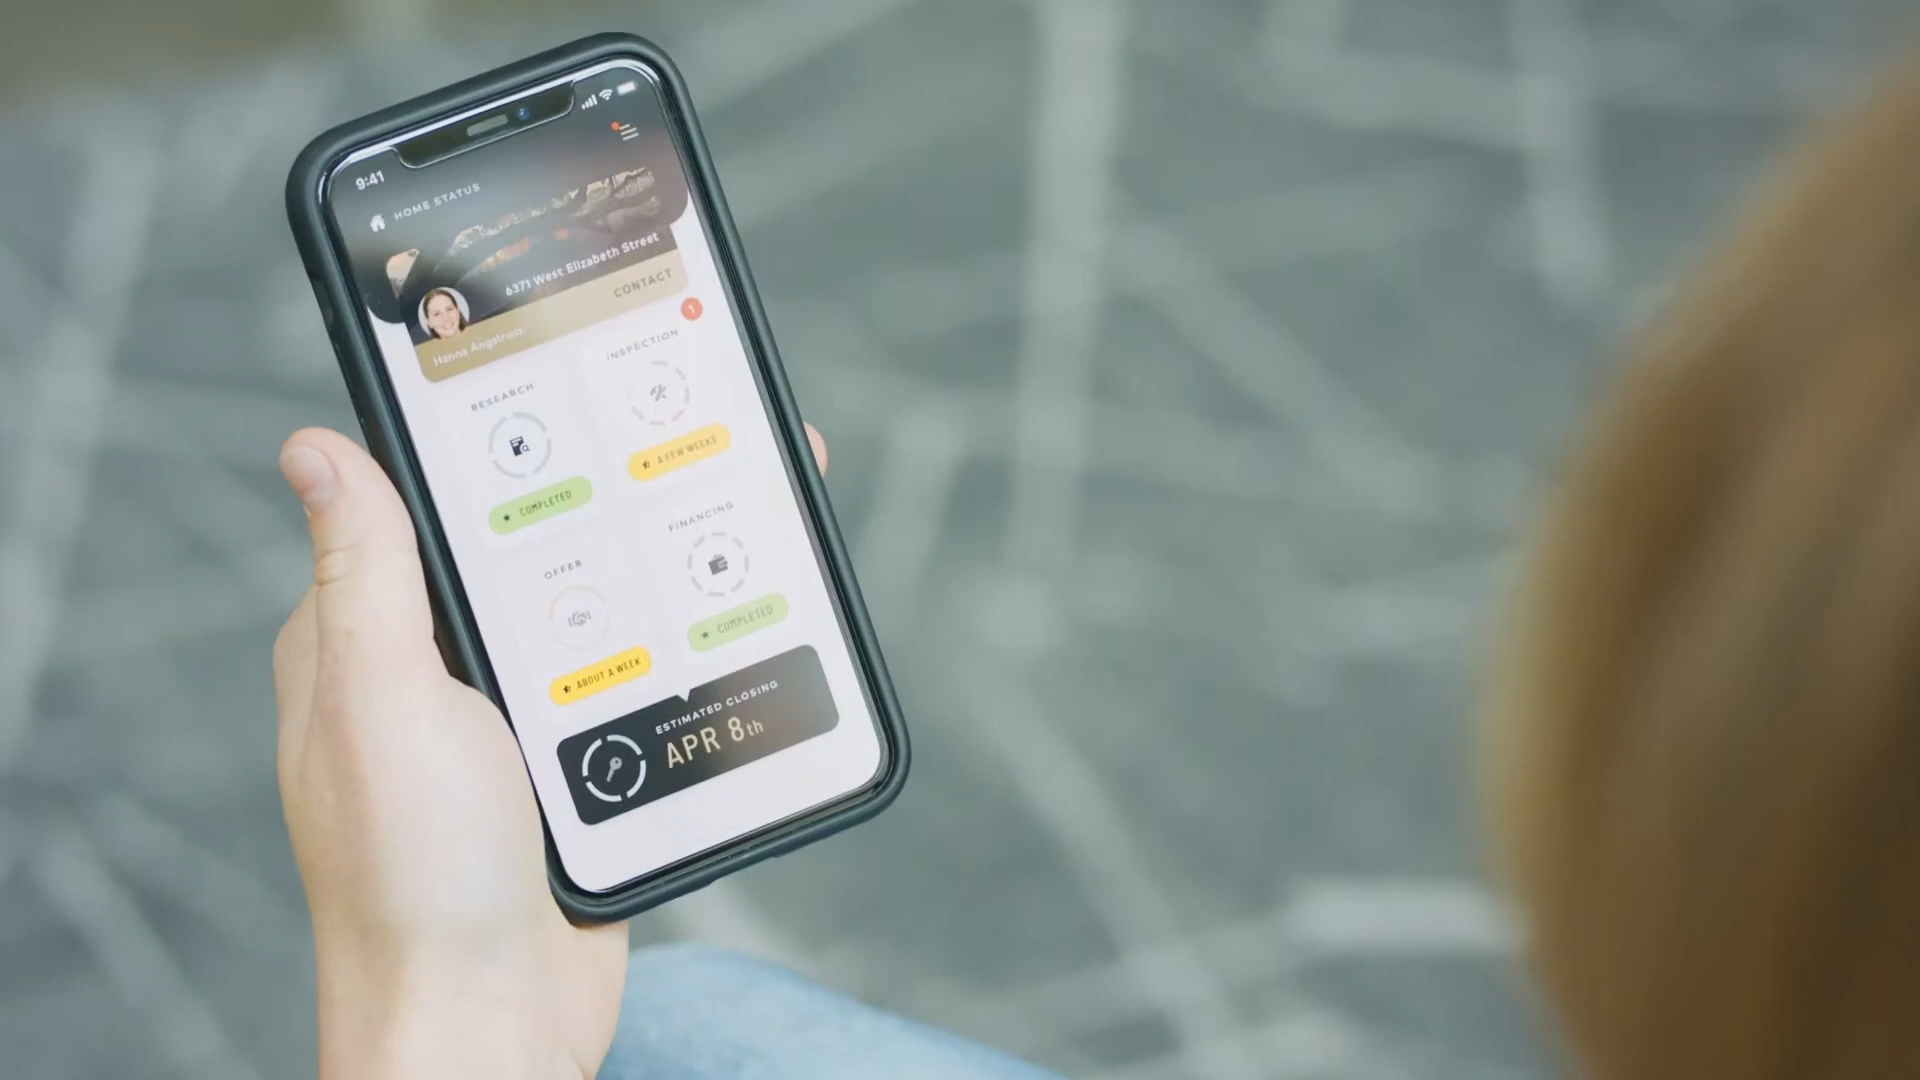 9:41
HOME STATUS
6371 West Elizabeth Street
CONTACT
Hanna Angstrom
1
RESEARCH
INSPECTION
COMPLETED
A FEW WEEKS
OFFER
FINANCING
ABOUT A WEEK
COMPLETED
ESTIMATED CLOSING
APR 8th